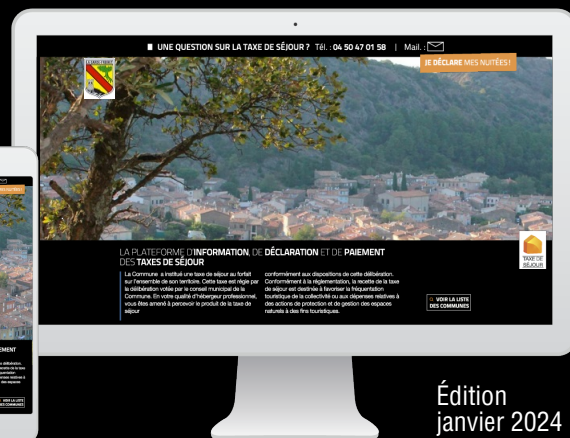 UNE QUESTION SUR LA TAXE DE SÉJOUR ? Tél. : 04 50 47 01 58 | Mail. :
JE DÉCLARE MES NUITÉES !
LA PLATEFORME D'INFORMATION, DE DÉCLARATION ET DE PAIEMENT
DES TAXES DE SÉJOUR
La Commune a institué une taxe de séjour au forfait
sur l'ensemble de son territoire. Cette taxe est régie par
la délibération votée par le conseil municipal de la
Commune. En votre qualité d'hébergeur professionnel,
vous êtes amené à percevoir le produit de la taxe de
séjour
conformément aux dispositions de cette délibération.
Conformément à la réglementation, la recette de la taxe
de séjour est destinée à favoriser la fréquentation
touristique de la collectivité ou aux dépenses relatives à
des actions de protection et de gestion des espaces
naturels à des fins touristiques.
VOIR LA LISTE
DES COMMUNES
TAXE DE
SÉJOUR
Édition
janvier 2024